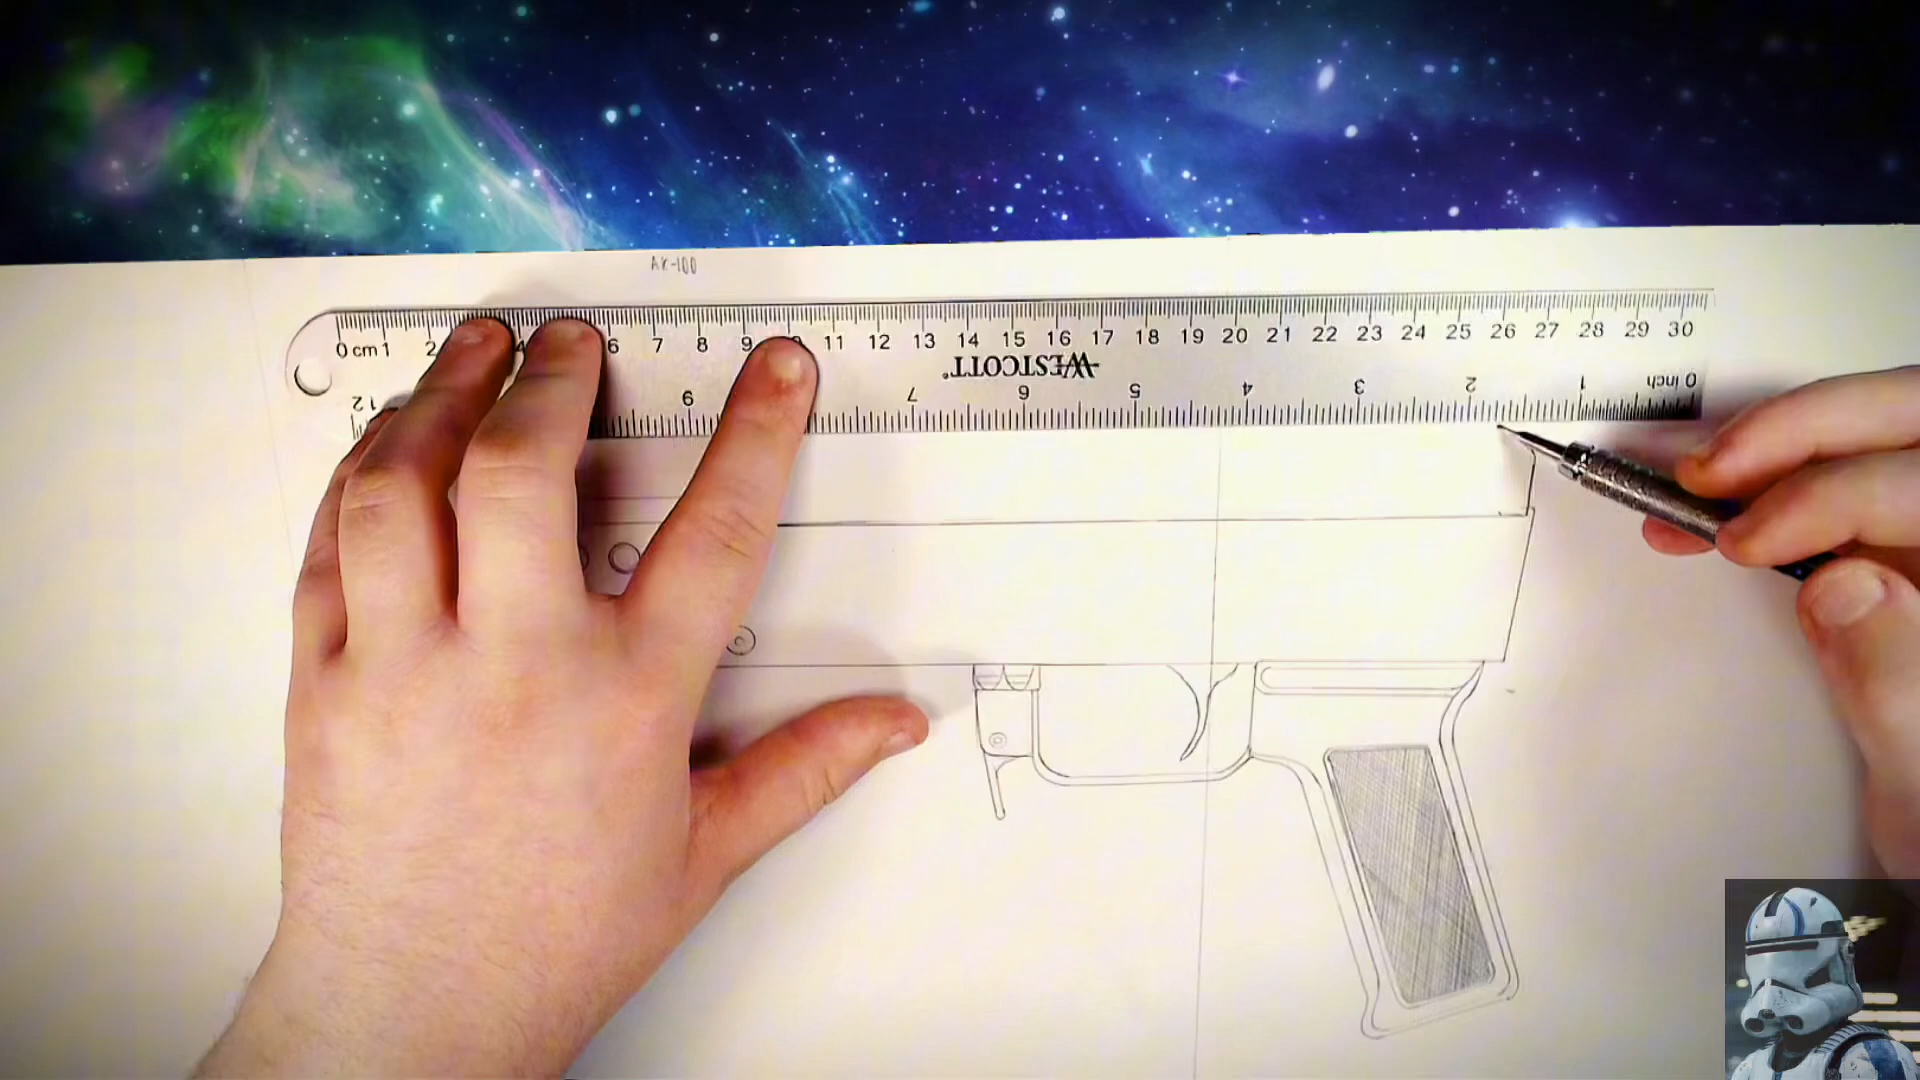 AK-100
0 cm 1 2 4 6 7 8 9 11 12 13 14 15 16 17 18 19 20 21 22 23 24 25 26 27 28 29 30
WESTCOTT®
12 9 7 6 5 4 3 2 1 0 inch